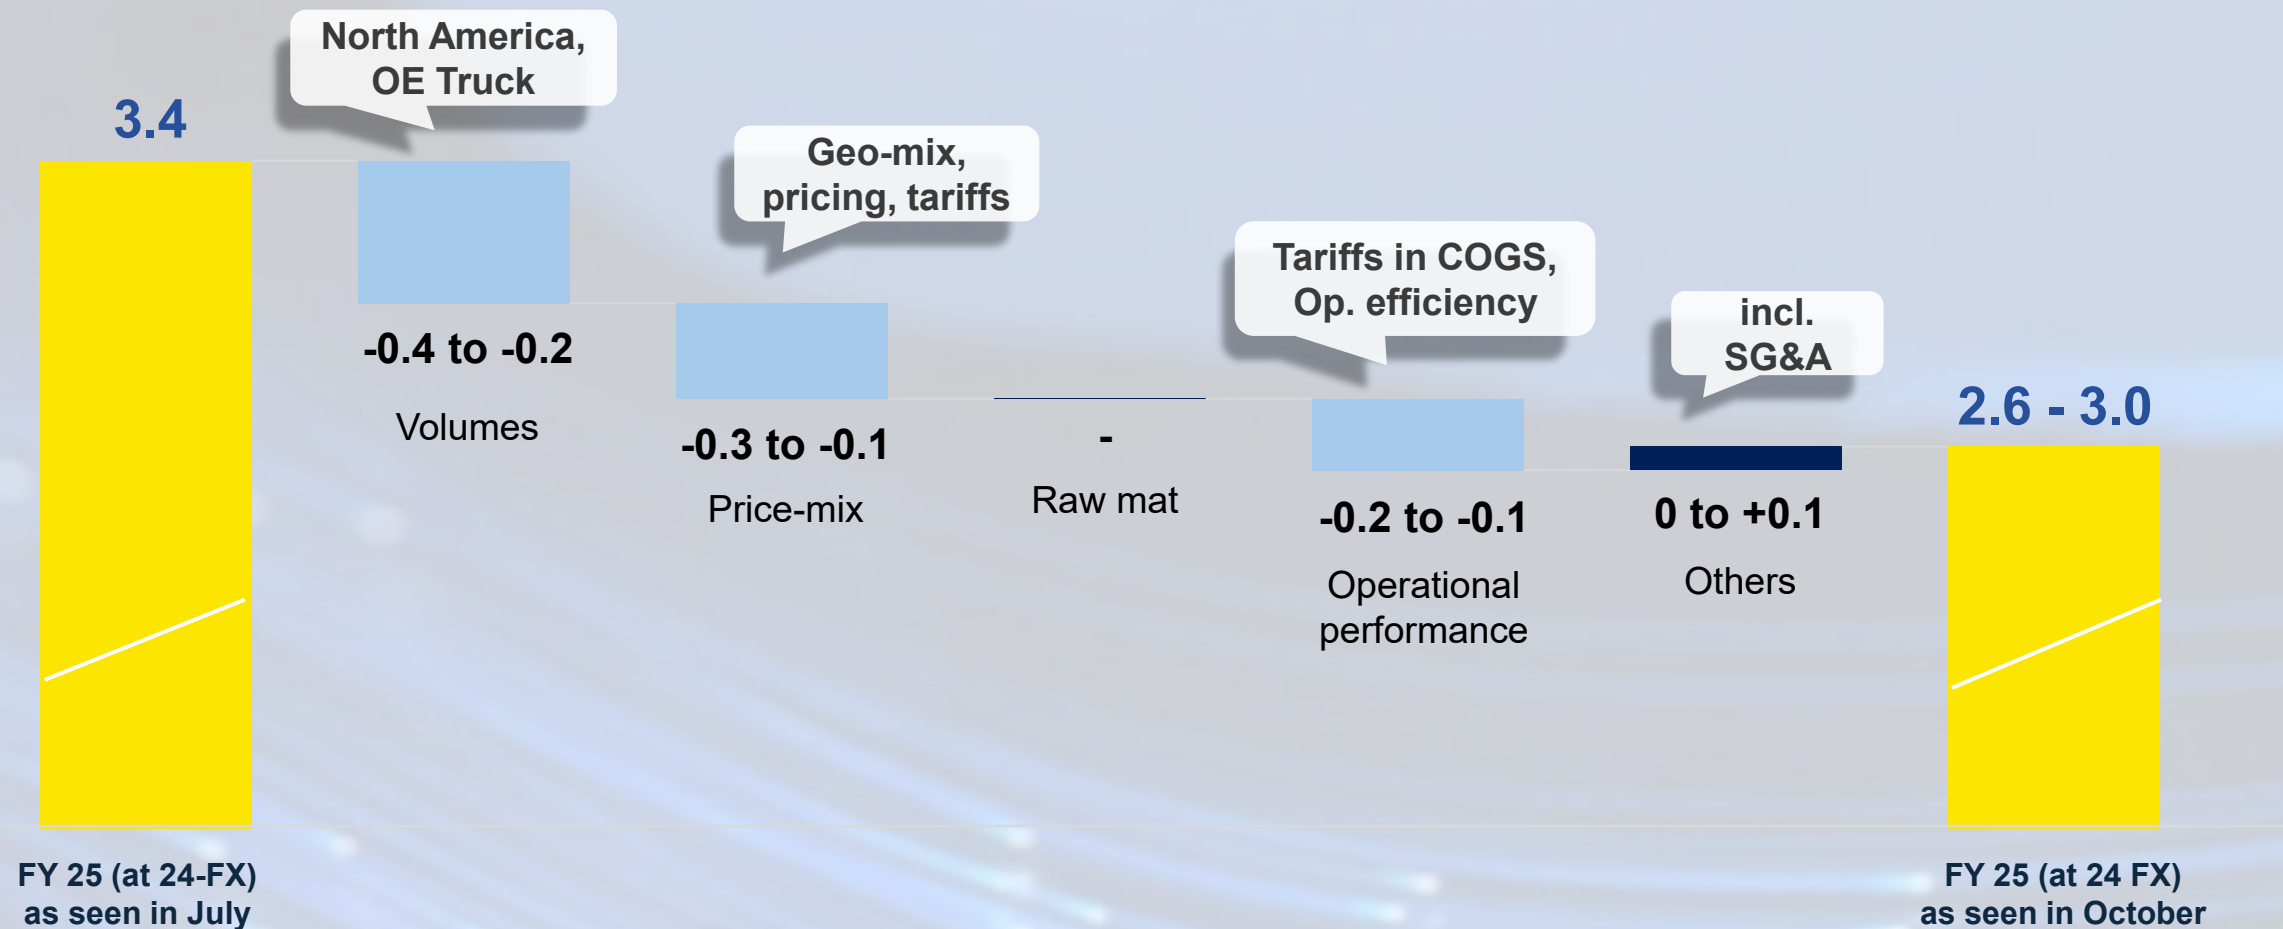 3.4
North America,
OE Truck
Geo-mix,
pricing, tariffs
Tariffs in COGS,
Op. efficiency
incl.
SG&A
2.6 - 3.0
-0.4 to -0.2
Volumes
-0.3 to -0.1
Price-mix
-
Raw mat
-0.2 to -0.1
Operational
performance
0 to +0.1
Others
FY 25 (at 24-FX)
as seen in July
FY 25 (at 24 FX)
as seen in October